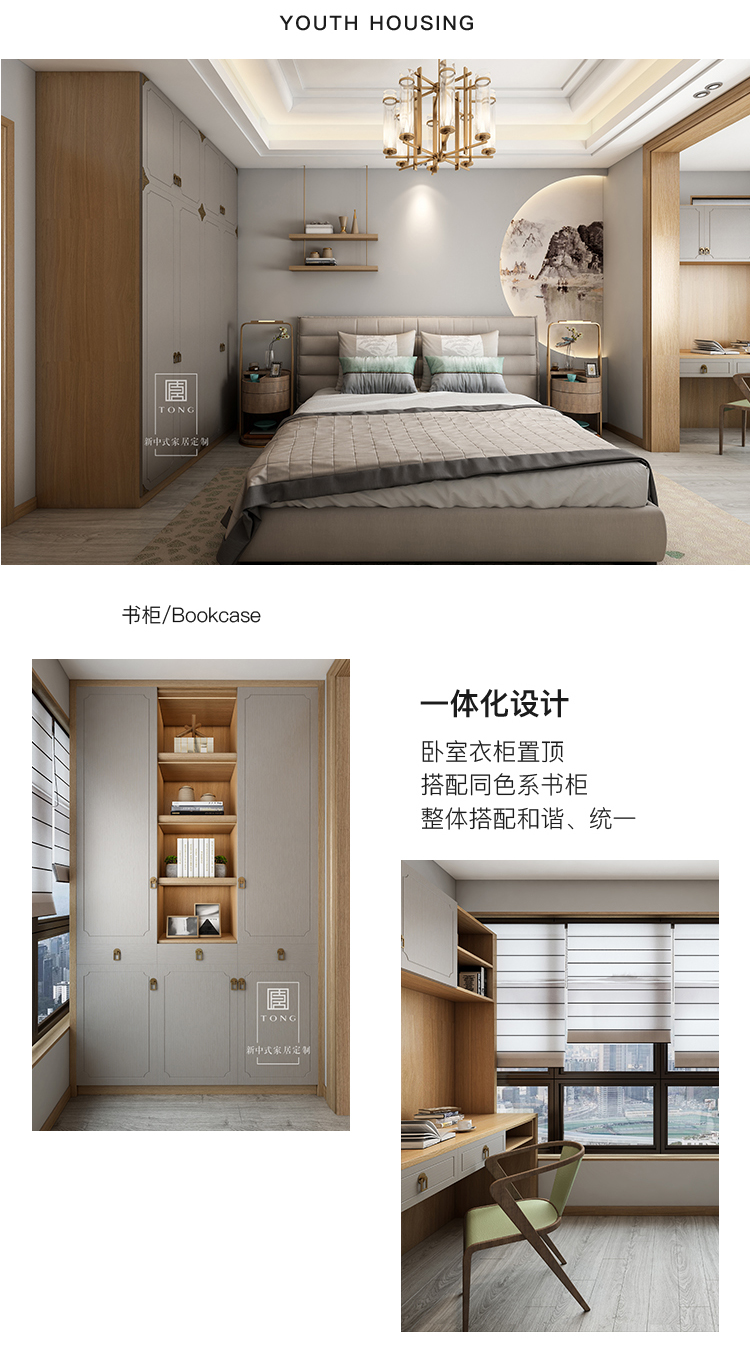 YOUTH HOUSING
TONG
新中式家居定制
书柜/Bookcase
一体化设计
卧室衣柜置顶
搭配同色系书柜
整体搭配和谐、统一
TONG
新中式家居定制